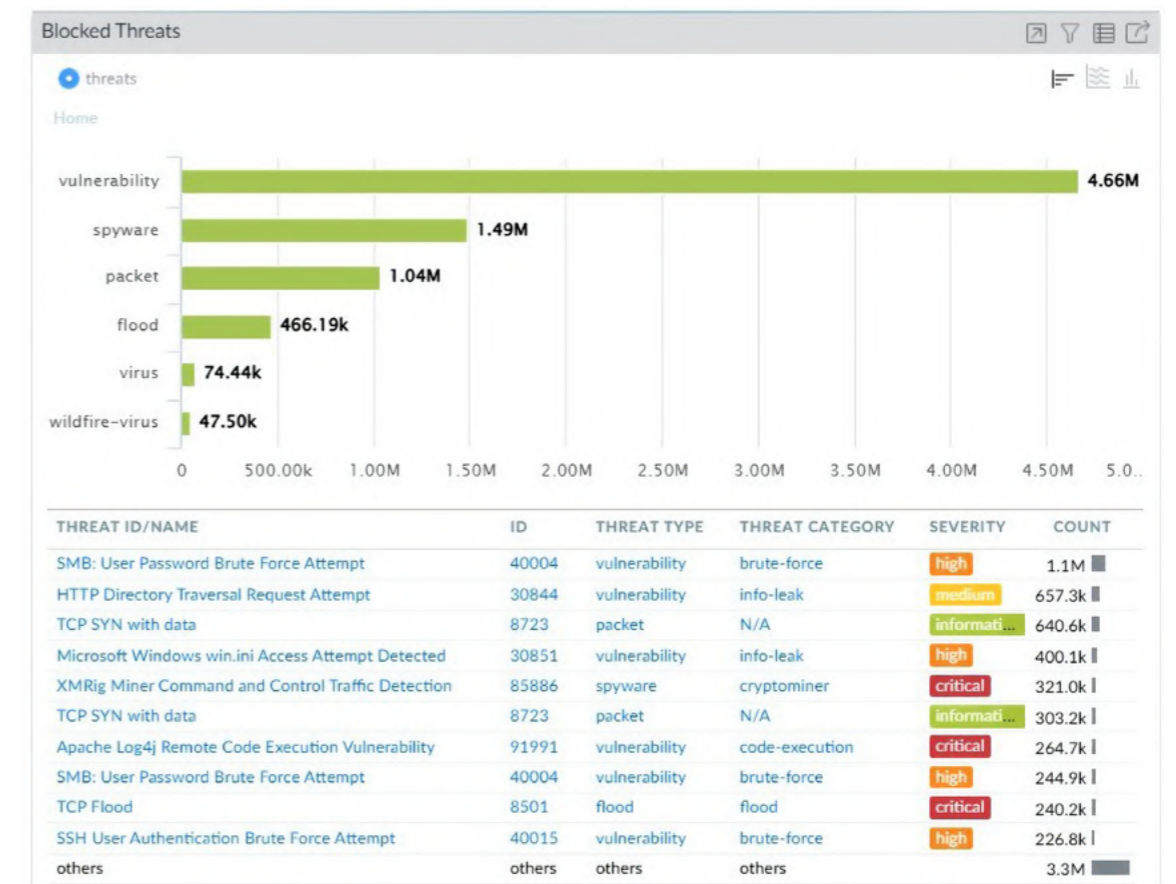 Blocked Threats
threats
Home
vulnerability 4.66M
spyware 1.49M
packet 1.04M
flood 466.19k
virus 74.44k
wildfire-virus 47.50k
0 500.00k 1.00M 1.50M 2.00M 2.50M 3.00M 3.50M 4.00M 4.50M 5.0..
THREAT ID/NAME ID THREAT TYPE THREAT CATEGORY SEVERITY COUNT
SMB: User Password Brute Force Attempt 40004 vulnerability brute-force high 1.1M
HTTP Directory Traversal Request Attempt 30844 vulnerability info-leak medium 657.3k
TCP SYN with data 8723 packet N/A informati... 640.6k
Microsoft Windows win.ini Access Attempt Detected 30851 vulnerability info-leak high 400.1k
XMRig Miner Command and Control Traffic Detection 85886 spyware cryptominer critical 321.0k
TCP SYN with data 8723 packet N/A informati... 303.2k
Apache Log4j Remote Code Execution Vulnerability 91991 vulnerability code-execution critical 264.7k
SMB: User Password Brute Force Attempt 40004 vulnerability brute-force high 244.9k
TCP Flood 8501 flood flood critical 240.2k
SSH User Authentication Brute Force Attempt 40015 vulnerability brute-force high 226.8k
others others others others 3.3M